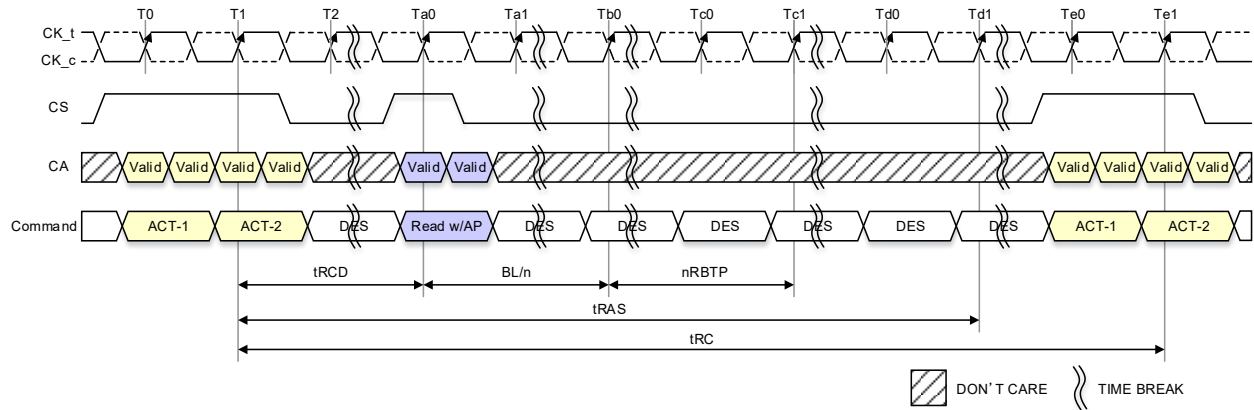 T0 T1 T2 Ta0 Ta1 Tb0 Tc0 Tc1 Td0 Td1 Te0 Te1
CK_t
CK_c
CS
CA Valid Valid Valid Valid Valid Valid Valid Valid Valid Valid
Command ACT-1 ACT-2 DES Read w/AP DES DES DES DES DES DES ACT-1 ACT-2
tRCD BL/n nRBTP
tRAS
tRC
DON'T CARE TIME BREAK